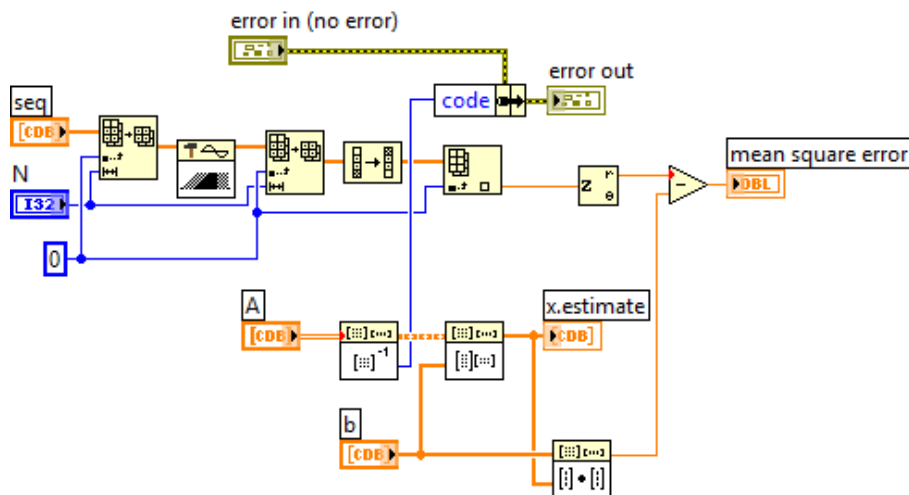 error in (no error)
error out
code
seq
[CDB]
N
I32
0
mean square error
DBL
z
r
θ
A
[CDB]
-1
x.estimate
[CDB]
b
[CDB]